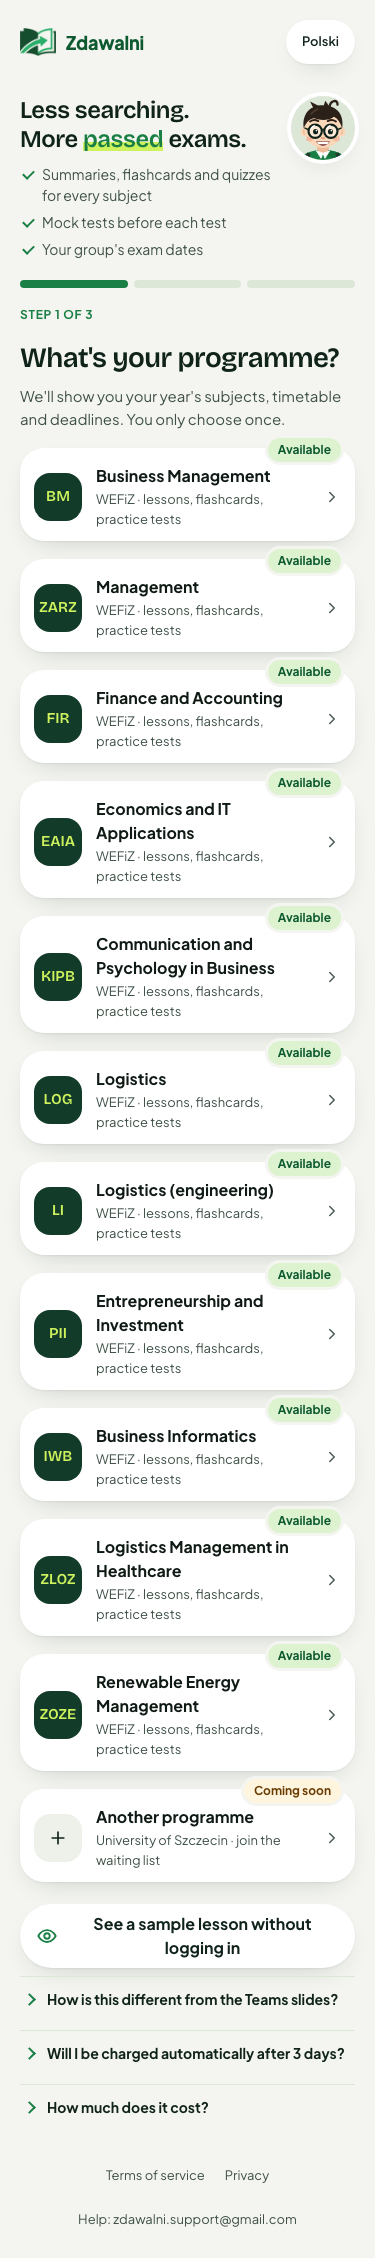 Zdawalni
Polski
Less searching.
More passed exams.
Summaries, flashcards and quizzes
for every subject
Mock tests before each test
Your group's exam dates
STEP 1 OF 3
What's your programme?
We'll show you your year's subjects, timetable
and deadlines. You only choose once.
Available
BM
Business Management
WEFiZ · lessons, flashcards,
practice tests
Available
ZARZ
Management
WEFiZ · lessons, flashcards,
practice tests
Available
FIR
Finance and Accounting
WEFiZ · lessons, flashcards,
practice tests
Available
EAIA
Economics and IT
Applications
WEFiZ · lessons, flashcards,
practice tests
Available
KIPB
Communication and
Psychology in Business
WEFiZ · lessons, flashcards,
practice tests
Available
LOG
Logistics
WEFiZ · lessons, flashcards,
practice tests
Available
LI
Logistics (engineering)
WEFiZ · lessons, flashcards,
practice tests
Available
PII
Entrepreneurship and
Investment
WEFiZ · lessons, flashcards,
practice tests
Available
IWB
Business Informatics
WEFiZ · lessons, flashcards,
practice tests
Available
ZLOZ
Logistics Management in
Healthcare
WEFiZ · lessons, flashcards,
practice tests
Available
ZOZE
Renewable Energy
Management
WEFiZ · lessons, flashcards,
practice tests
Coming soon
Another programme
University of Szczecin · join the
waiting list
See a sample lesson without
logging in
How is this different from the Teams slides?
Will I be charged automatically after 3 days?
How much does it cost?
Terms of service Privacy
Help: zdawalni.support@gmail.com